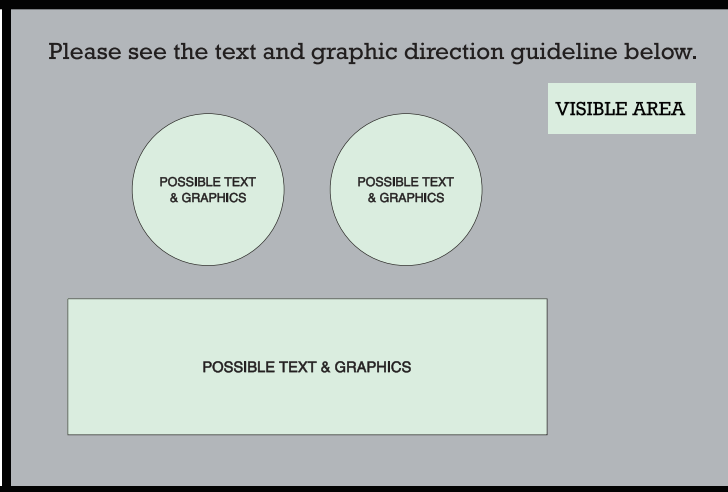 Please see the text and graphic direction guideline below.
VISIBLE AREA
POSSIBLE TEXT
& GRAPHICS
POSSIBLE TEXT
& GRAPHICS
POSSIBLE TEXT & GRAPHICS